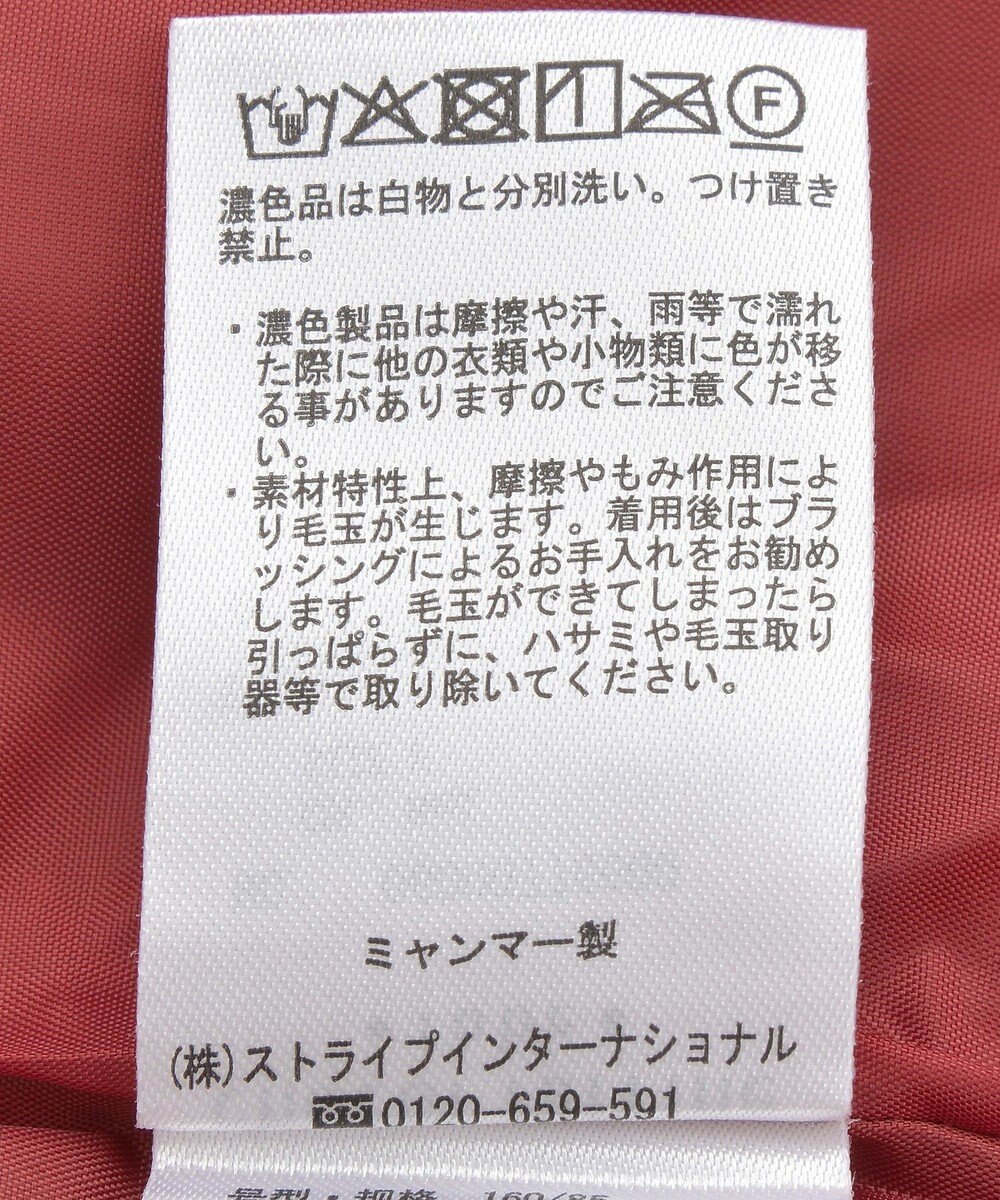 F
濃色品は白物と分別洗い。つけ置き
禁止。
・濃色製品は摩擦や汗、雨等で濡れ
た際に他の衣類や小物類に色が移
る事がありますのでご注意くださ
い。
・素材特性上、摩擦やもみ作用によ
り毛玉が生じます。着用後はブラ
ッシングによるお手入れをお勧め
します。毛玉ができてしまったら
引っぱらずに、ハサミや毛玉取り
器等で取り除いてください。
ミャンマー製
(株)ストライプインターナショナル
0120-659-591
号型・规格 160/85